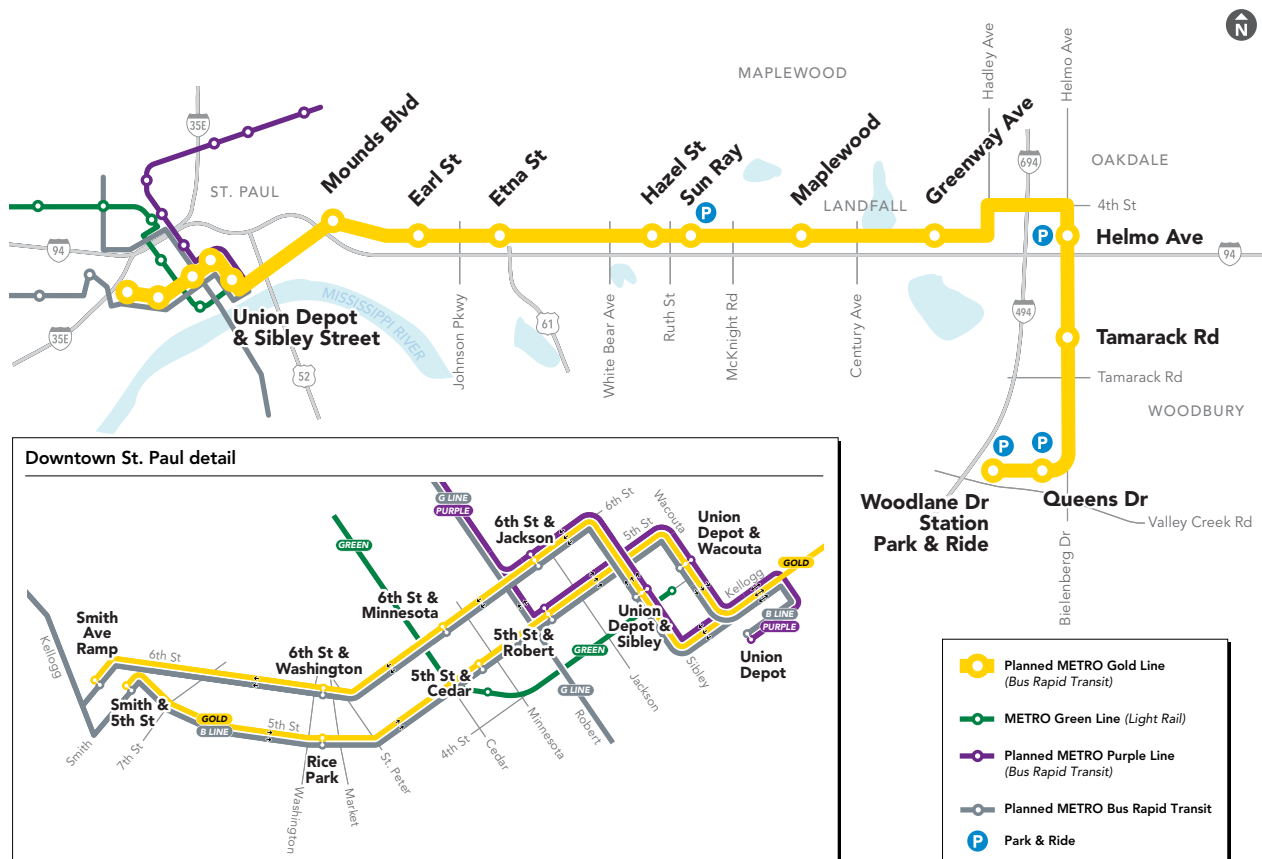 N
MAPLEWOOD
Hadley Ave
Helmo Ave
35E
ST. PAUL
Mounds Blvd
Earl St
Etna St
Hazel St
Sun Ray
P
Maplewood
LANDFALL
Greenway Ave
694
OAKDALE
4th St
P
Helmo Ave
94
94
MISSISSIPPI RIVER
Union Depot
& Sibley Street
35E
52
Johnson Pkwy
61
White Bear Ave
Ruth St
McKnight Rd
Century Ave
494
Tamarack Rd
Tamarack Rd
WOODBURY
P
P
Woodlane Dr
Station
Park & Ride
Queens Dr
Valley Creek Rd
Bielenberg Dr
Downtown St. Paul detail
G LINE
PURPLE
GREEN
6th St &
Jackson
6th St
5th St
Wacouta
Union
Depot &
Wacouta
GOLD
Kellogg
B LINE
PURPLE
Union
Depot
6th St &
Minnesota
Union
Depot &
Sibley
Sibley
Smith
Ave
Ramp
Kellogg
6th St
6th St &
Washington
5th St &
Robert
GREEN
5th St &
Cedar
G LINE
Jackson
Smith &
5th St
GOLD
B LINE
5th St
Smith
7th St
Rice
Park
St. Peter
4th St
Cedar
Minnesota
Robert
Washington
Market
Planned METRO Gold Line
(Bus Rapid Transit)
METRO Green Line (Light Rail)
Planned METRO Purple Line
(Bus Rapid Transit)
Planned METRO Bus Rapid Transit
P
Park & Ride